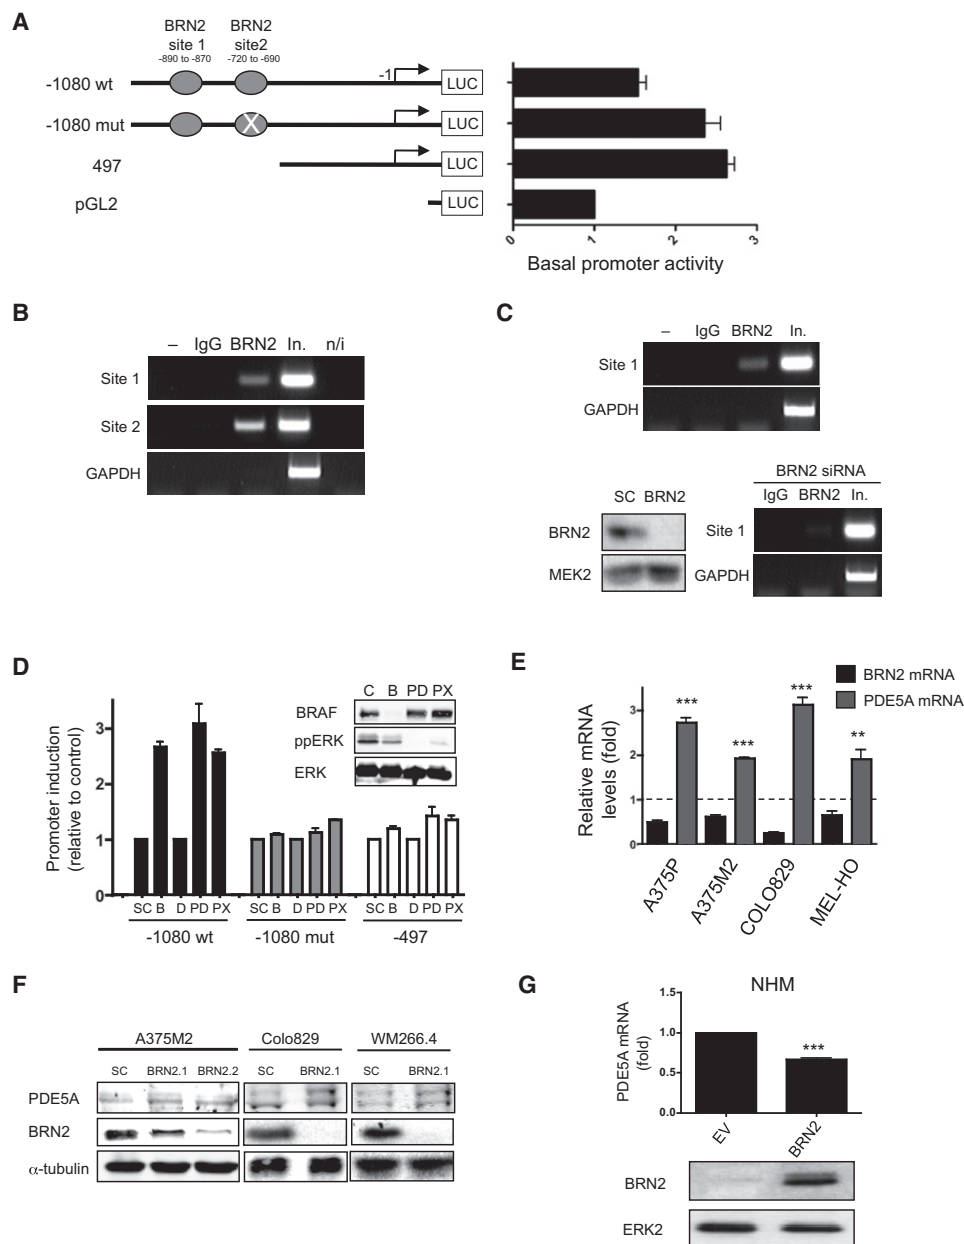 A
BRN2 site 1 -890 to -870
BRN2 site2 -720 to -690
-1080 wt
-1
LUC
-1080 mut
X
LUC
497
LUC
pGL2
LUC
0 1 2 3
Basal promoter activity
B
– IgG BRN2 In. n/i
Site 1
Site 2
GAPDH
C
– IgG BRN2 In.
Site 1
GAPDH
SC BRN2
BRN2
MEK2
BRN2 siRNA
IgG BRN2 In.
Site 1
GAPDH
D
Promoter induction
(relative to control)
3
2
1
0
C B PD PX
BRAF
ppERK
ERK
SC B D PD PX
SC B D PD PX
SC B D PD PX
-1080 wt
-1080 mut
-497
E
BRN2 mRNA
PDE5A mRNA
Relative mRNA
levels (fold)
3
2
1
0
***
***
***
**
A375P
A375M2
COLO829
MEL-HO
F
A375M2 Colo829 WM266.4
SC BRN2.1 BRN2.2 SC BRN2.1 SC BRN2.1
PDE5A
BRN2
α-tubulin
G
NHM
PDE5A mRNA
(fold)
1.5
1.0
0.5
0.0
***
EV
BRN2
BRN2
ERK2